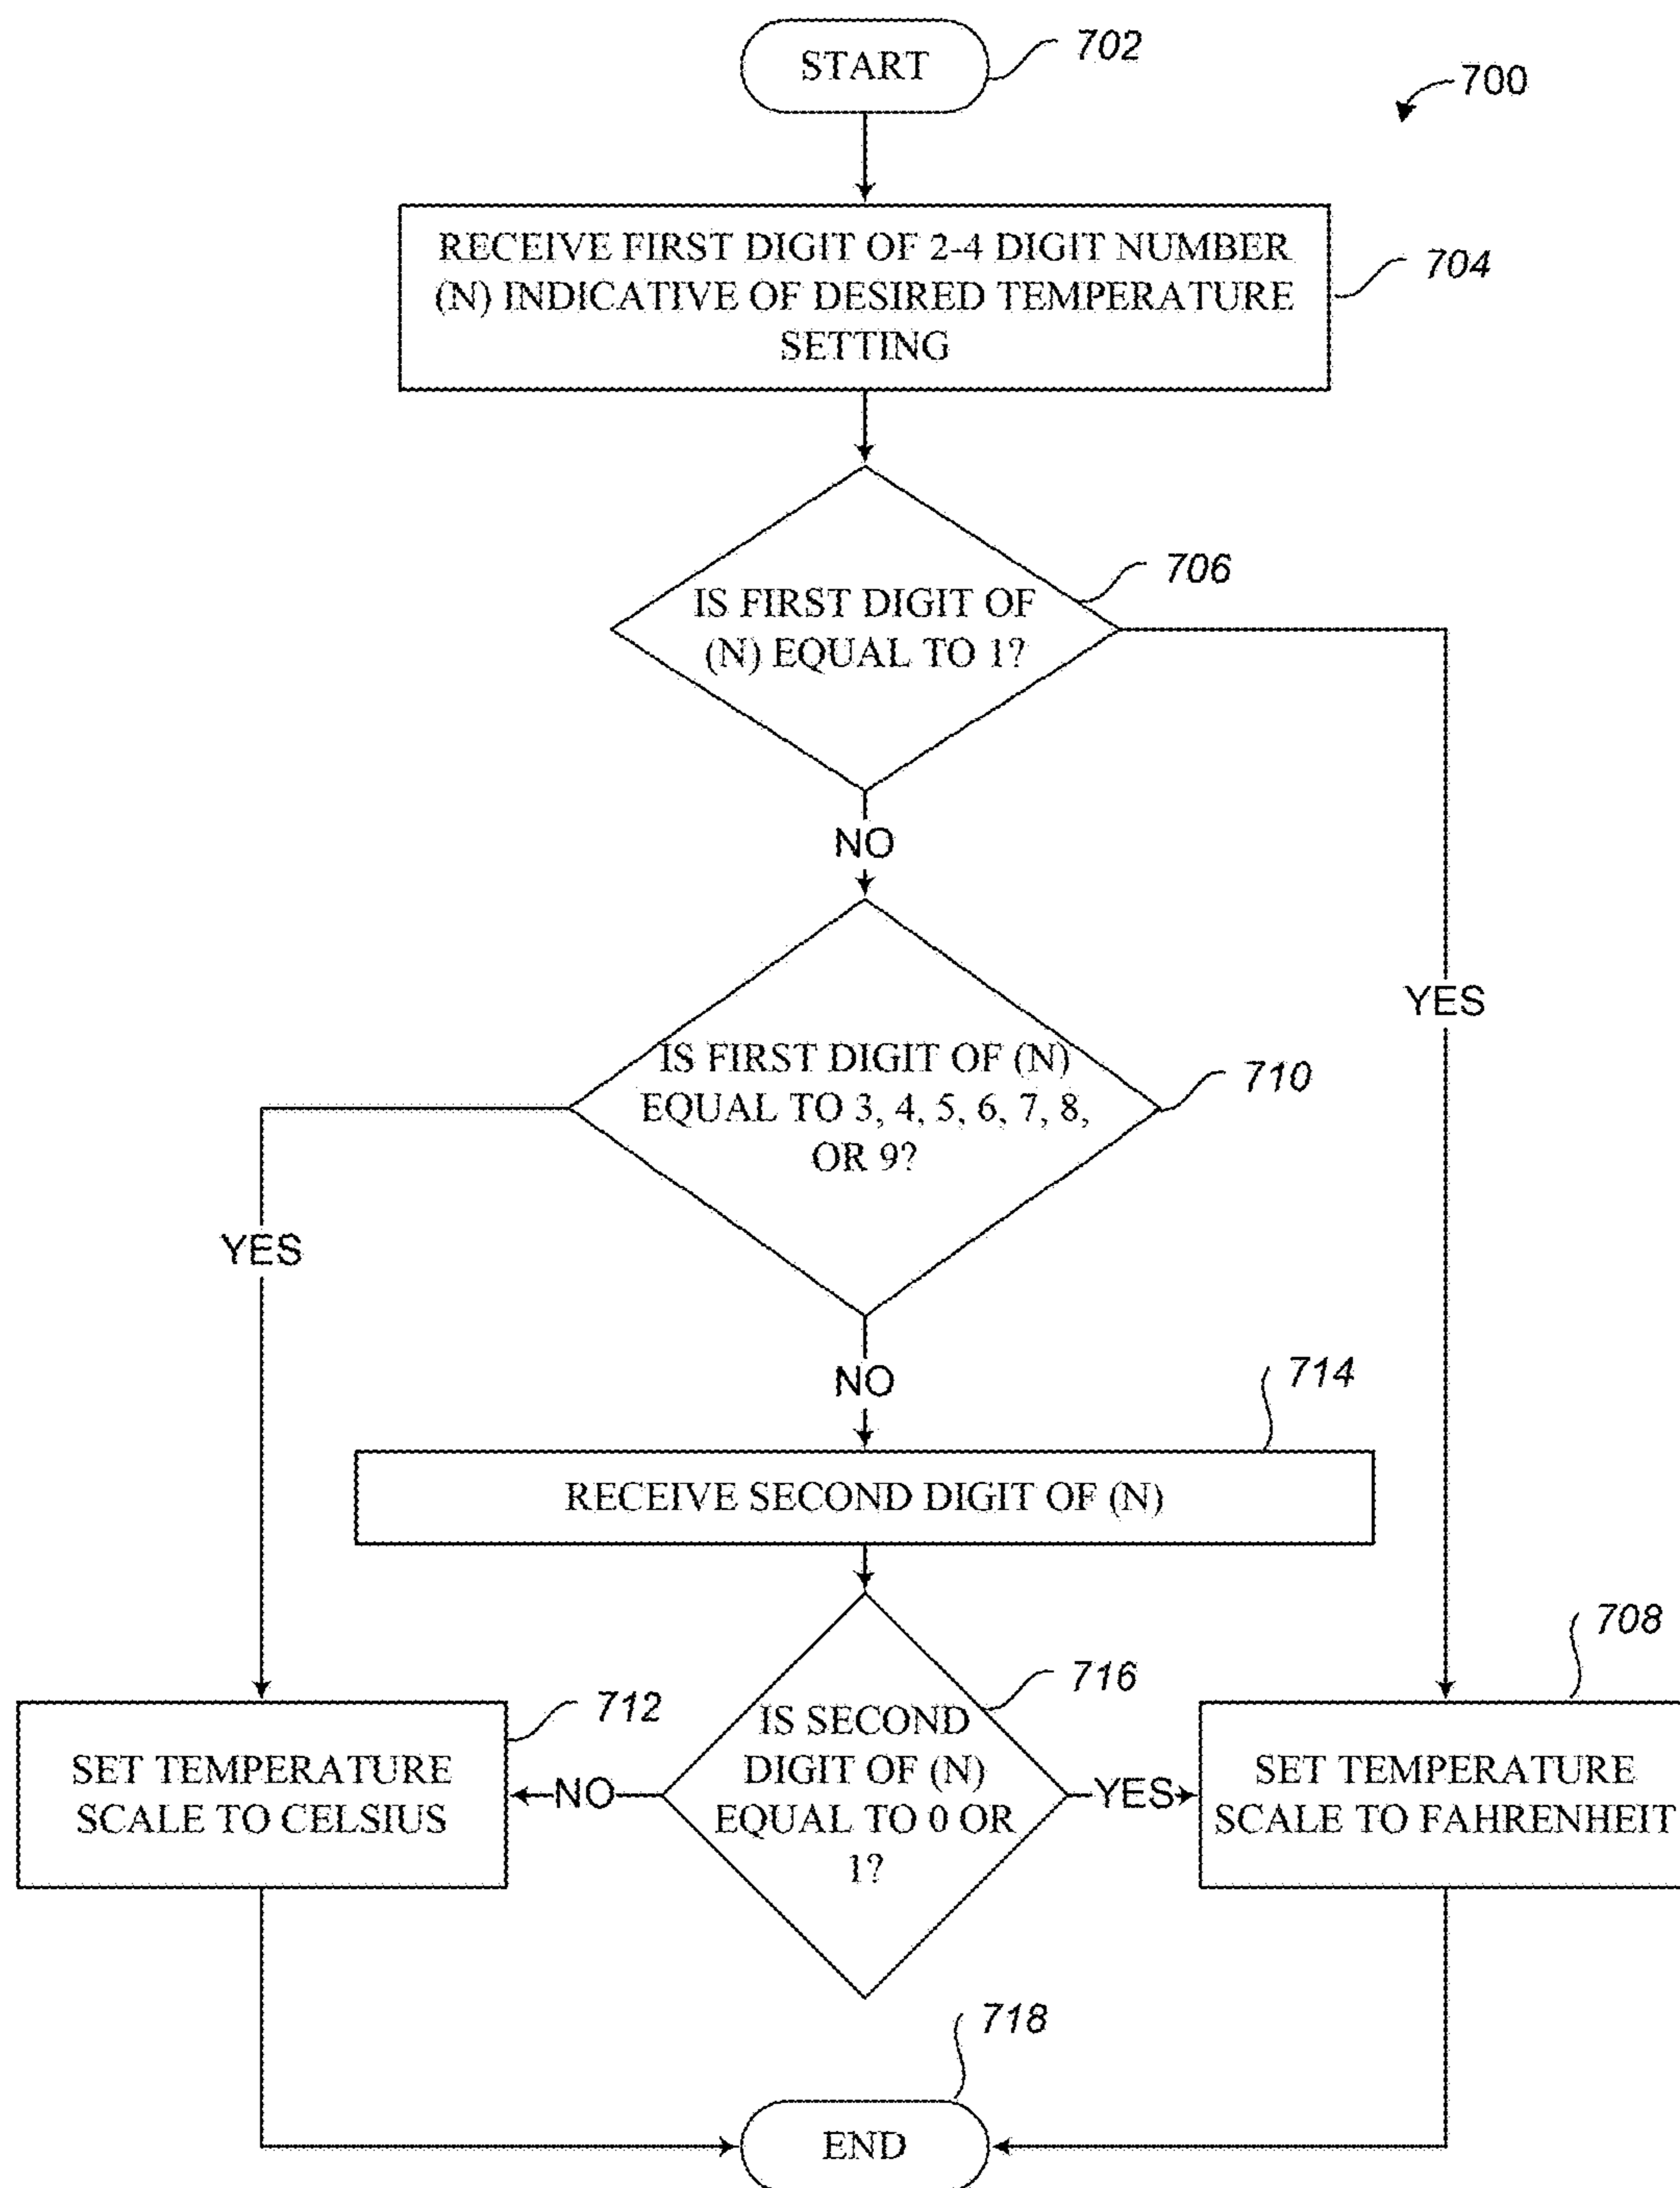 START
702
700
RECEIVE FIRST DIGIT OF 2-4 DIGIT NUMBER
(N) INDICATIVE OF DESIRED TEMPERATURE
SETTING
704
IS FIRST DIGIT OF
(N) EQUAL TO 1?
706
NO
YES
IS FIRST DIGIT OF (N)
EQUAL TO 3, 4, 5, 6, 7, 8,
OR 9?
710
YES
NO
714
RECEIVE SECOND DIGIT OF (N)
708
716
712
SET TEMPERATURE
SCALE TO CELSIUS
NO
IS SECOND
DIGIT OF (N)
EQUAL TO 0 OR
1?
YES
SET TEMPERATURE
SCALE TO FAHRENHEIT
718
END